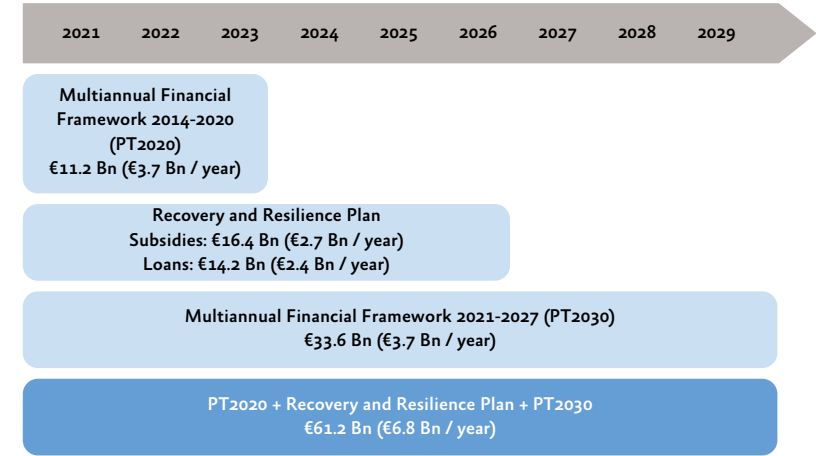 2021 2022 2023 2024 2025 2026 2027 2028 2029
Multiannual Financial
Framework 2014-2020
(PT2020)
€11.2 Bn (€3.7 Bn / year)
Recovery and Resilience Plan
Subsidies: €16.4 Bn (€2.7 Bn / year)
Loans: €14.2 Bn (€2.4 Bn / year)
Multiannual Financial Framework 2021-2027 (PT2030)
€33.6 Bn (€3.7 Bn / year)
PT2020 + Recovery and Resilience Plan + PT2030
€61.2 Bn (€6.8 Bn / year)